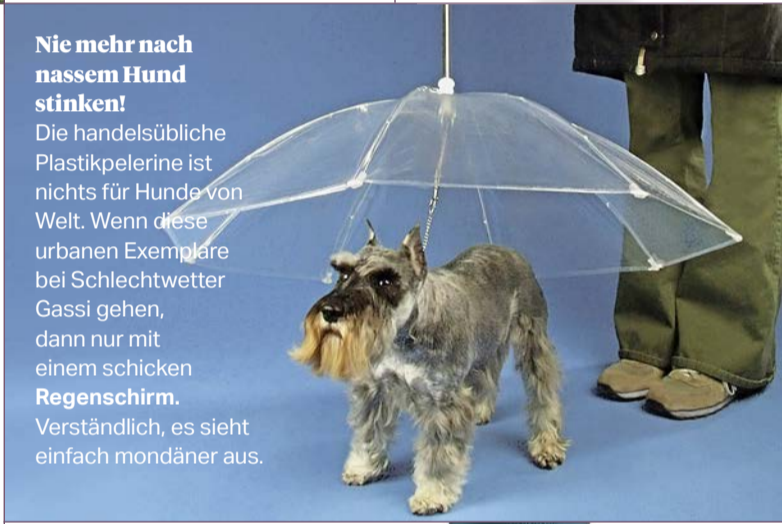 Nie mehr nach
nassem Hund
stinken!
Die handelsübliche
Plastikpelerine ist
nichts für Hunde von
Welt. Wenn diese
urbanen Exemplare
bei Schlechtwetter
Gassi gehen,
dann nur mit
einem schicken
Regenschirm.
Verständlich, es sieht
einfach mondäner aus.